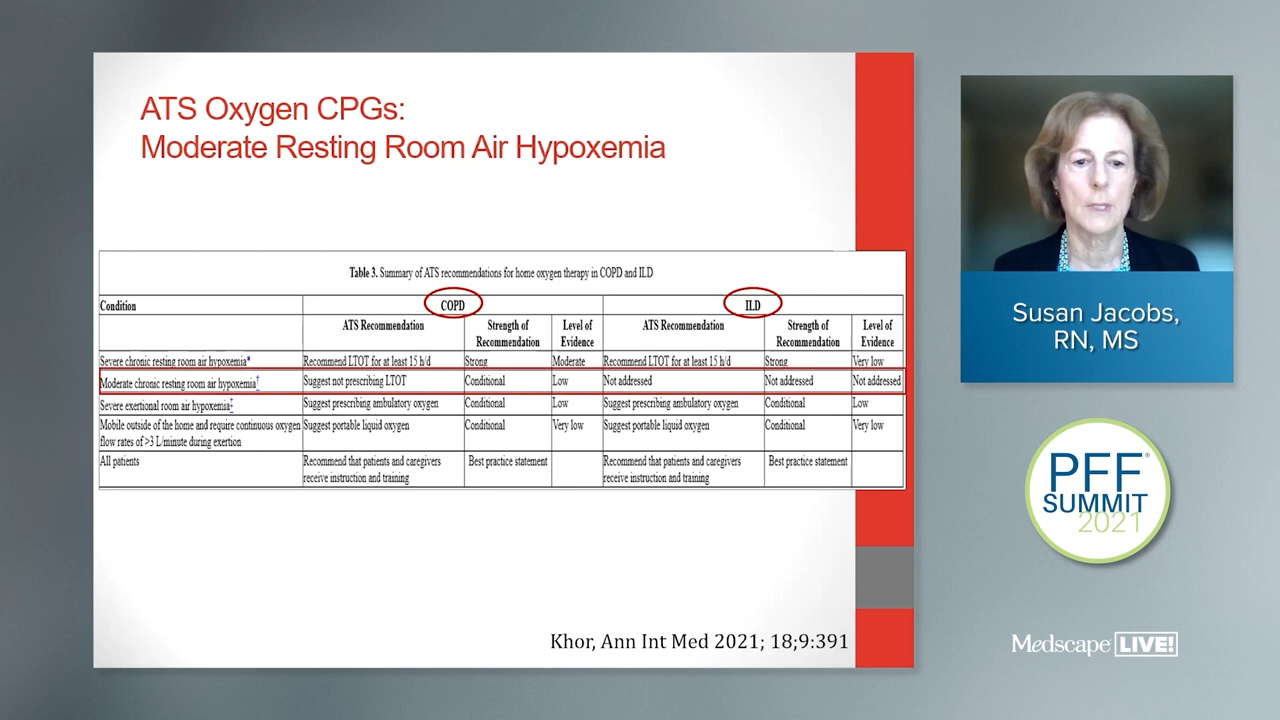 ATS Oxygen CPGs:
Moderate Resting Room Air Hypoxemia
Table 3. Summary of ATS recommendations for home oxygen therapy in COPD and ILD
Condition COPD ILD
ATS Recommendation Strength of Recommendation Level of Evidence ATS Recommendation Strength of Recommendation Level of Evidence
Severe chronic resting room air hypoxemia* Recommend LTOT for at least 15 h/d Strong Moderate Recommend LTOT for at least 15 h/d Strong Very low
Moderate chronic resting room air hypoxemia† Suggest not prescribing LTOT Conditional Low Not addressed Not addressed Not addressed
Severe exertional room air hypoxemia‡ Suggest prescribing ambulatory oxygen Conditional Low Suggest prescribing ambulatory oxygen Conditional Low
Mobile outside of the home and require continuous oxygen flow rates of >3 L/minute during exertion Suggest portable liquid oxygen Conditional Very low Suggest portable liquid oxygen Conditional Very low
All patients Recommend that patients and caregivers receive instruction and training Best practice statement Recommend that patients and caregivers receive instruction and training Best practice statement
Khor, Ann Int Med 2021; 18;9:391
Susan Jacobs,
RN, MS
PFF®
SUMMIT
2021
Medscape LIVE!